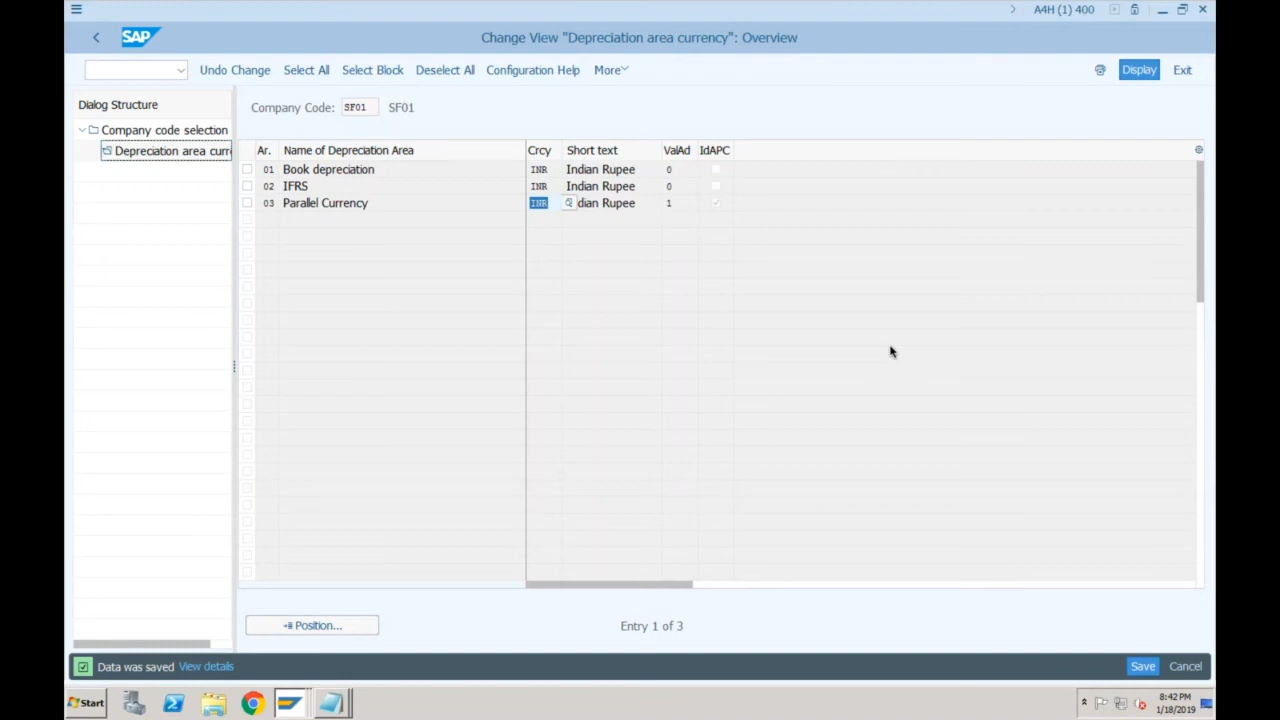 A4H (1) 400
SAP
Change View "Depreciation area currency": Overview
Undo Change Select All Select Block Deselect All Configuration Help More Display Exit
Dialog Structure
Company code selection
Depreciation area curr
Company Code: SF01 SF01
Ar. Name of Depreciation Area Crcy Short text ValAd IdAPC
01 Book depreciation INR Indian Rupee 0
02 IFRS INR Indian Rupee 0
03 Parallel Currency INR dian Rupee 1
Position... Entry 1 of 3
Data was saved View details Save Cancel
Start 8:42 PM
1/18/2019